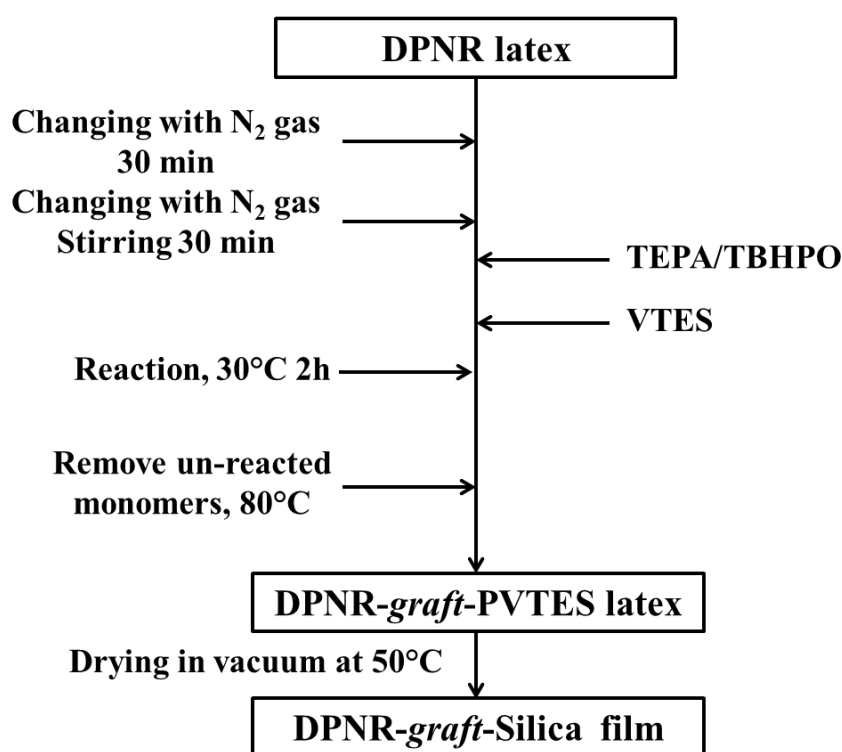 DPNR latex
Changing with N₂ gas
30 min
Changing with N₂ gas
Stirring 30 min
TEPA/TBHPO
VTES
Reaction, 30°C 2h
Remove un-reacted
monomers, 80°C
DPNR-graft-PVTES latex
Drying in vacuum at 50°C
DPNR-graft-Silica film